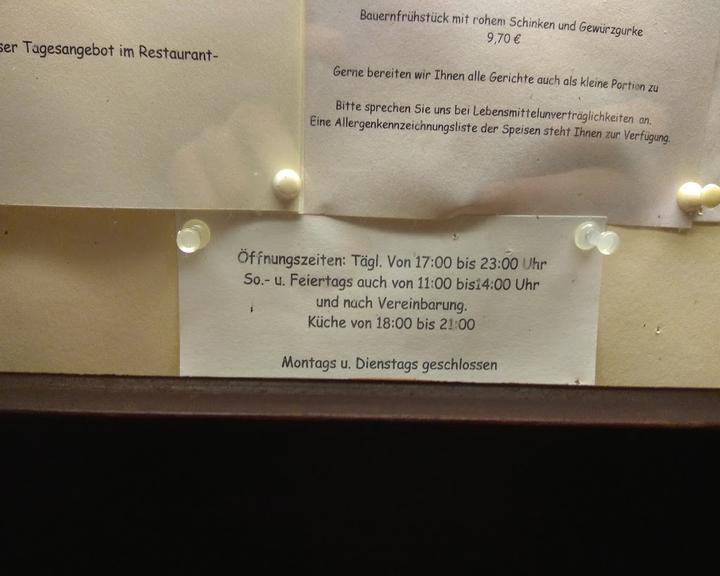 ser Tagesangebot im Restaurant-
Bauernfrühstück mit rohem Schinken und Gewürzgurke
9,70 €
Gerne bereiten wir Ihnen alle Gerichte auch als kleine Portion zu
Bitte sprechen Sie uns bei Lebensmittelunverträglichkeiten an.
Eine Allergenkennzeichnungsliste der Speisen steht Ihnen zur Verfügung.
Öffnungszeiten: Tägl. Von 17:00 bis 23:00 Uhr
So.- u. Feiertags auch von 11:00 bis14:00 Uhr
und nach Vereinbarung.
Küche von 18:00 bis 21:00
Montags u. Dienstags geschlossen